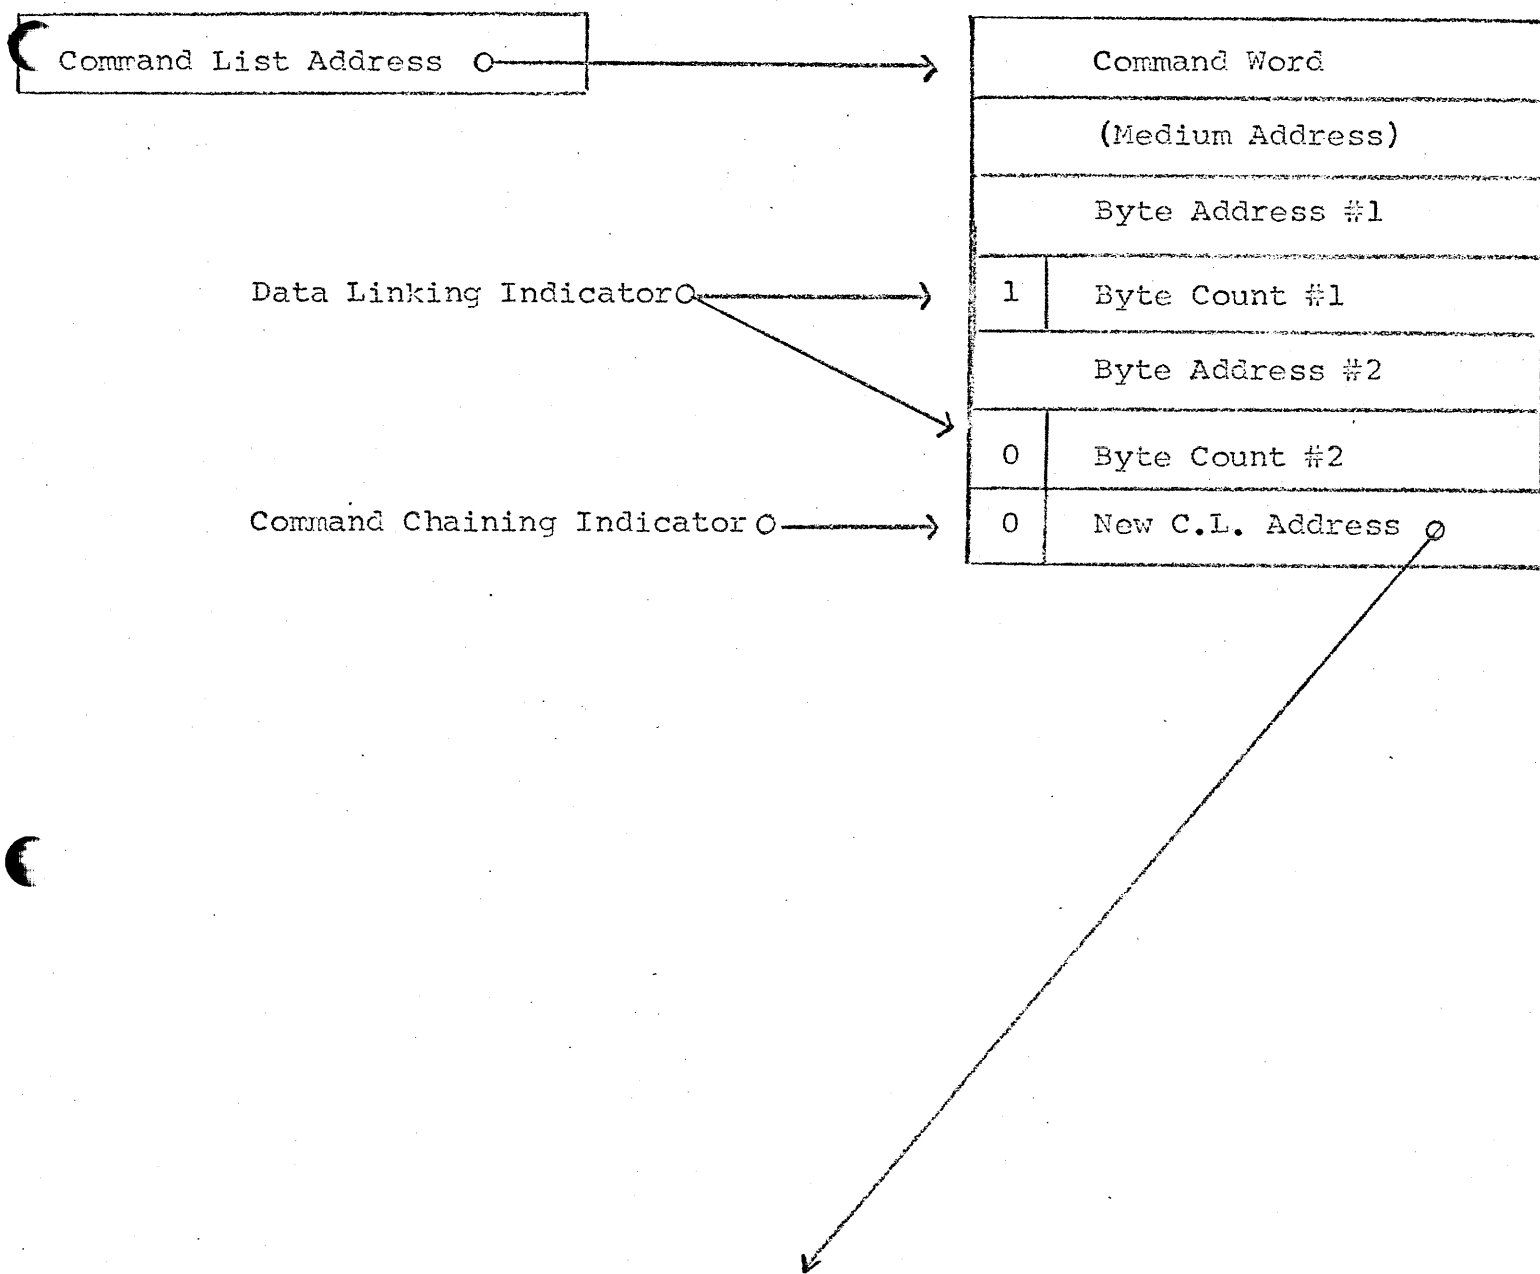 Command List Address
Command Word
(Medium Address)
Byte Address #1
Data Linking Indicator
1 Byte Count #1
Byte Address #2
0 Byte Count #2
Command Chaining Indicator
0 New C.L. Address